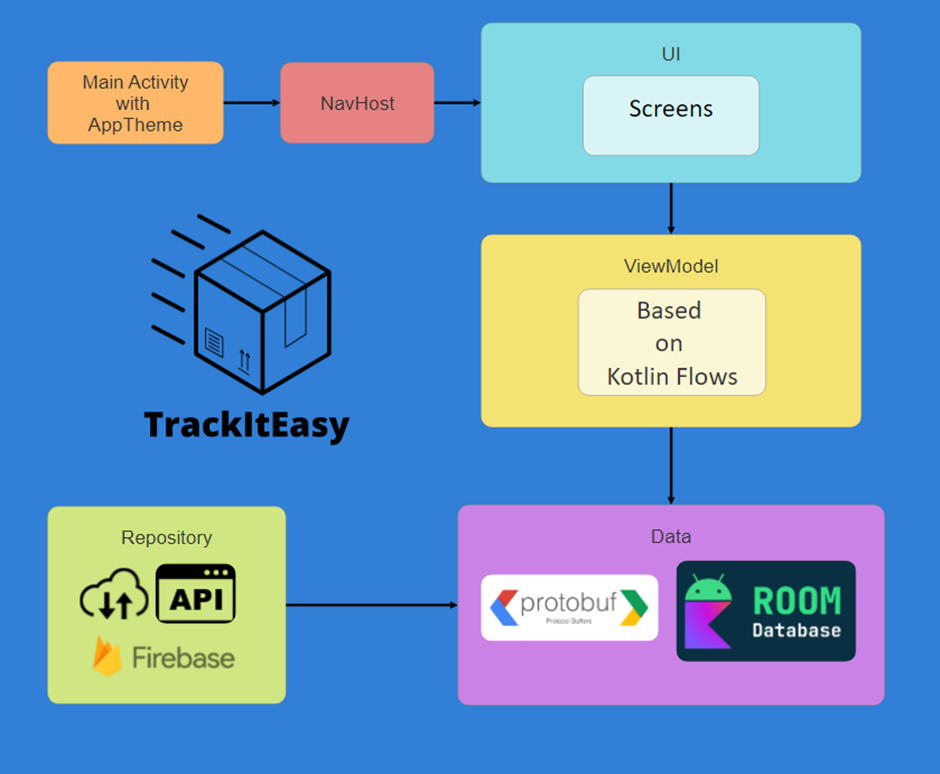 Main Activity
with
AppTheme
NavHost
UI
Screens
ViewModel
Based
on
Kotlin Flows
TrackItEasy
Repository
API
Firebase
Data
protobuf
Protocol Buffers
ROOM
Database